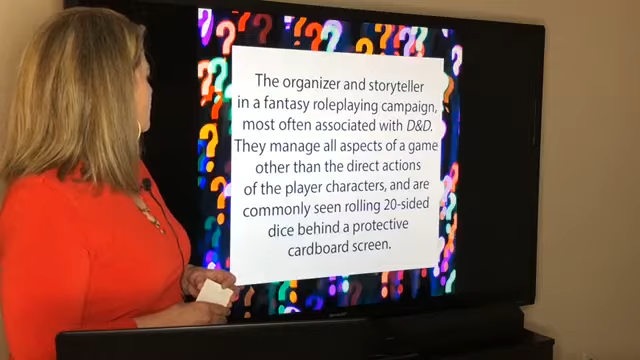 The organizer and storyteller
in a fantasy roleplaying campaign,
most often associated with D&D.
They manage all aspects of a game
other than the direct actions
of the player characters, and are
commonly seen rolling 20-sided
dice behind a protective
cardboard screen.